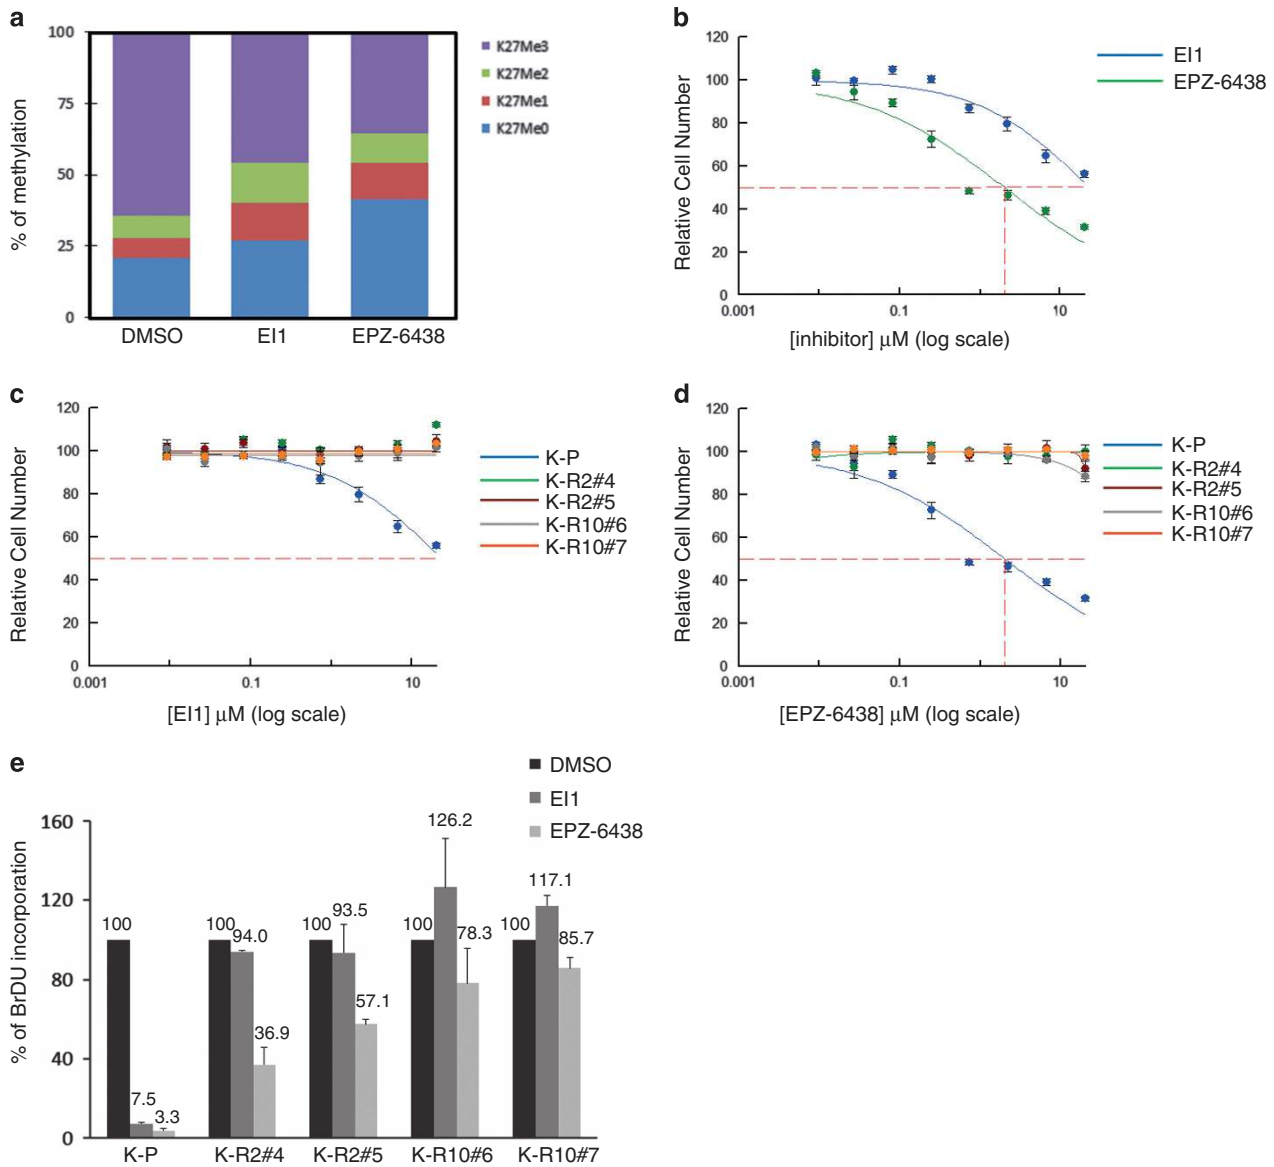 a
100
75
50
25
0
% of methylation
DMSO
EI1
EPZ-6438
K27Me3
K27Me2
K27Me1
K27Me0
b
120
100
80
60
40
20
0
Relative Cell Number
0.001
0.1
10
[inhibitor] μM (log scale)
EI1
EPZ-6438
c
120
100
80
60
40
20
0
Relative Cell Number
0.001
0.1
10
[EI1] μM (log scale)
K-P
K-R2#4
K-R2#5
K-R10#6
K-R10#7
d
120
100
80
60
40
20
0
Relative Cell Number
0.001
0.1
10
[EPZ-6438] μM (log scale)
K-P
K-R2#4
K-R2#5
K-R10#6
K-R10#7
e
DMSO
EI1
EPZ-6438
160
120
80
40
0
% of BrDU incorporation
100
7.5
3.3
100
94.0
36.9
100
93.5
57.1
100
126.2
78.3
100
117.1
85.7
K-P
K-R2#4
K-R2#5
K-R10#6
K-R10#7